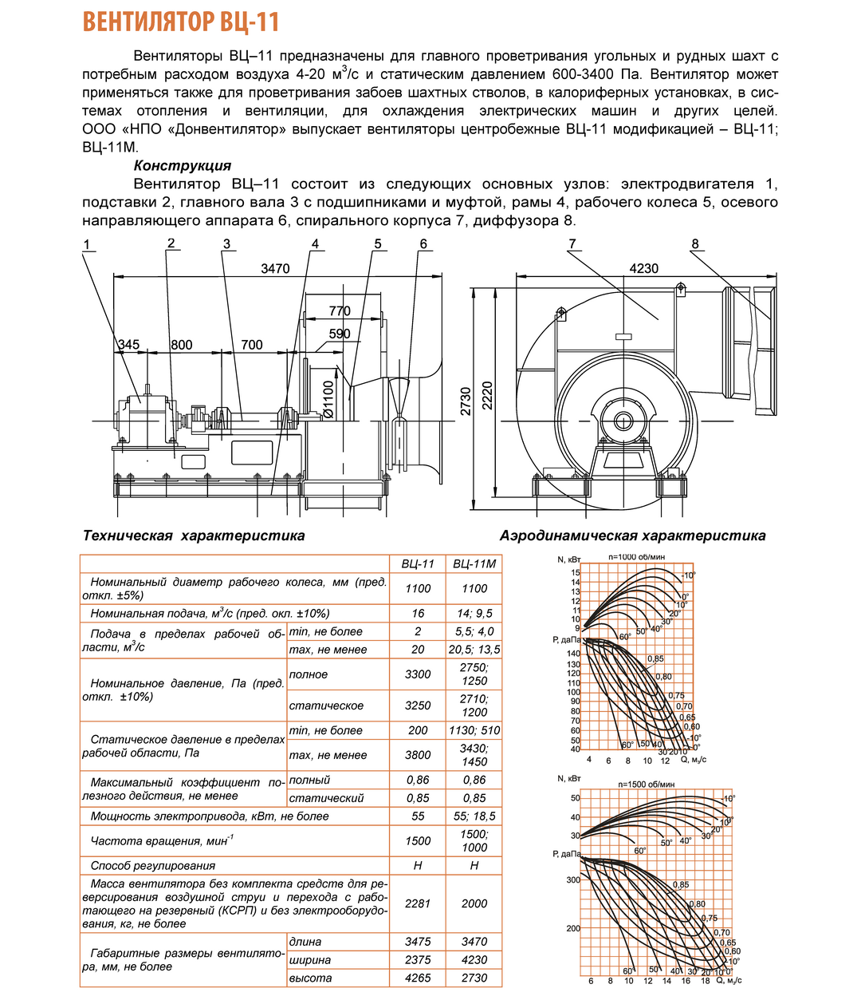 ВЕНТИЛЯТОР ВЦ-11
Вентиляторы ВЦ–11 предназначены для главного проветривания угольных и рудных шахт с
потребным расходом воздуха 4-20 м3/с и статическим давлением 600-3400 Па. Вентилятор может
применяться также для проветривания забоев шахтных стволов, в калориферных установках, в сис-
темах отопления и вентиляции, для охлаждения электрических машин и других целей.
ООО «НПО «Донвентилятор» выпускает вентиляторы центробежные ВЦ-11 модификацией – ВЦ-11;
ВЦ-11М.
Конструкция
Вентилятор ВЦ–11 состоит из следующих основных узлов: электродвигателя 1,
подставки 2, главного вала 3 с подшипниками и муфтой, рамы 4, рабочего колеса 5, осевого
направляющего аппарата 6, спирального корпуса 7, диффузора 8.
1 2 3 4 5 6 7 8
3470 4230
770
590
345 800 700
Ø1100
2730
2220
Техническая характеристика
ВЦ-11 ВЦ-11М
Номинальный диаметр рабочего колеса, мм (пред.
откл. ±5%) 1100 1100
Номинальная подача, м3/с (пред. окл. ±10%) 16 14; 9,5
Подача в пределах рабочей об-
ласти, м3/с
min, не более 2 5,5; 4,0
max, не менее 20 20,5; 13,5
Номинальное давление, Па (пред.
откл. ±10%)
полное 3300 2750;
1250
статическое 3250 2710;
1200
Статическое давление в пределах
рабочей области, Па
min, не более 200 1130; 510
max, не менее 3800 3430;
1450
Максимальный коэффициент по-
лезного действия, не менее
полный 0,86 0,86
статический 0,85 0,85
Мощность электропривода, кВт, не более 55 55; 18,5
Частота вращения, мин-1 1500 1500;
1000
Способ регулирования Н Н
Масса вентилятора без комплекта средств для ре-
версирования воздушной струи и перехода с рабо-
тающего на резервный (КСРП) и без электрооборудо-
вания, кг, не более 2281 2000
Габаритные размеры вентилято-
ра, мм, не более
длина 3475 3470
ширина 2375 4230
высота 4265 2730
Аэродинамическая характеристика
N, кВт n=1000 об/мин
15
14
13
12
11
10
9
-10°
0°
10°
20°
30°
40°
50°
60°
P, даПа
140
130
120
110
100
90
80
70
60
50
40
0,85
0,80
0,75
0,70
0,65
0,60
-10°
0°
60° 50° 40°
30° 20° 10°
4 6 8 10 12 Q, м3/с
N, кВт
n=1500 об/мин
50
40
30
-10°
0°
10°
20°
30°
40°
50°
60°
P, даПа
300
200
0,85
0,80
0,75
0,70
0,65
0,60
-10°
60° 50° 40° 30° 20° 10° 0°
6 8 10 12 14 16 18 Q, м3/с